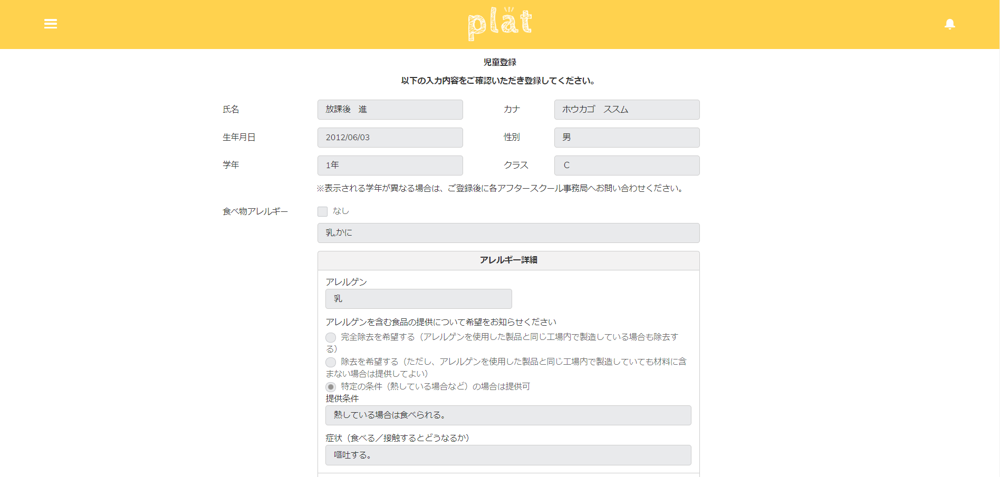 plat
児童登録
以下の入力内容をご確認いただき登録してください。
氏名 放課後　進 カナ ホウカゴ　ススム
生年月日 2012/06/03 性別 男
学年 1年 クラス C
※表示される学年が異なる場合は、ご登録後に各アフタースクール事務局へお問い合わせください。
食べ物アレルギー なし
乳,かに
アレルギー詳細
アレルゲン
乳
アレルゲンを含む食品の提供について希望をお知らせください
完全除去を希望する（アレルゲンを使用した製品と同じ工場内で製造している場合も除去す
る）
除去を希望する（ただし、アレルゲンを使用した製品と同じ工場内で製造していても材料に含
まない場合は提供してよい）
特定の条件（熱している場合など）の場合は提供可
提供条件
熱している場合は食べられる。
症状（食べる／接触するとどうなるか）
嘔吐する。